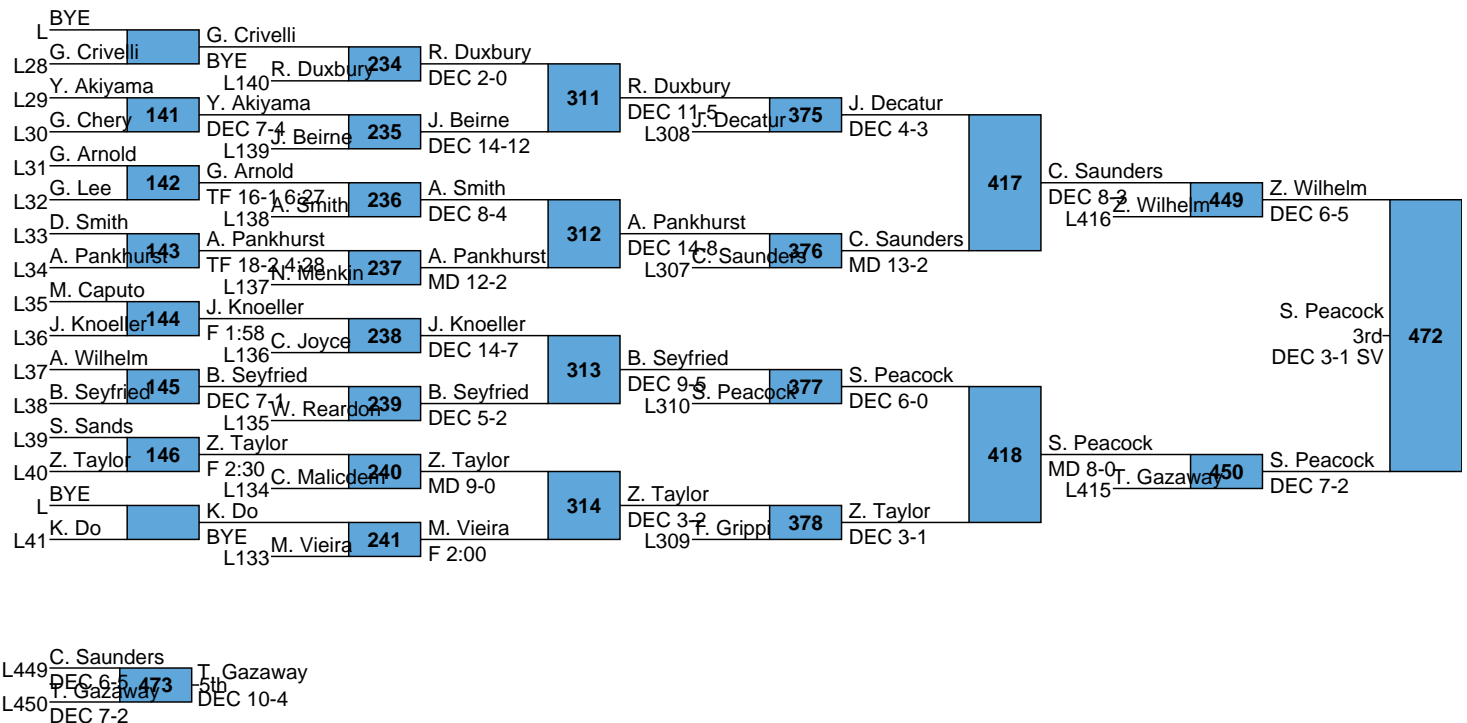 BYE
L
G. Crivelli
L28
G. Crivelli
BYE
Y. Akiyama
L29
141
G. Chery
L30
Y. Akiyama
DEC 7-4
G. Arnold
L31
142
G. Lee
L32
G. Arnold
TF 16-1 6:27
D. Smith
L33
143
A. Pankhurst
L34
A. Pankhurst
TF 18-2 4:28
M. Caputo
L35
144
J. Knoeller
L36
J. Knoeller
F 1:58
A. Wilhelm
L37
145
B. Seyfried
L38
B. Seyfried
DEC 7-1
S. Sands
L39
146
Z. Taylor
L40
Z. Taylor
F 2:30
BYE
L
K. Do
L41
K. Do
BYE
L140
R. Duxbury
234
R. Duxbury
DEC 2-0
L139
J. Beirne
235
J. Beirne
DEC 14-12
L138
A. Smith
236
A. Smith
DEC 8-4
L137
N. Menkin
237
A. Pankhurst
MD 12-2
L136
C. Joyce
238
J. Knoeller
DEC 14-7
L135
W. Reardon
239
B. Seyfried
DEC 5-2
L134
C. Malicdem
240
Z. Taylor
MD 9-0
L133
M. Vieira
241
M. Vieira
F 2:00
311
R. Duxbury
DEC 11-5
312
A. Pankhurst
DEC 14-8
313
B. Seyfried
DEC 9-5
314
Z. Taylor
DEC 3-2
L308
J. Decatur
375
J. Decatur
DEC 4-3
L307
C. Saunders
376
C. Saunders
MD 13-2
L310
S. Peacock
377
S. Peacock
DEC 6-0
L309
T. Grippi
378
Z. Taylor
DEC 3-1
417
C. Saunders
DEC 8-3
418
S. Peacock
MD 8-0
L416
Z. Wilhelm
449
Z. Wilhelm
DEC 6-5
L415
T. Gazaway
450
S. Peacock
DEC 7-2
S. Peacock
3rd
DEC 3-1 SV
472
C. Saunders
L449
DEC 6-5
473
T. Gazaway
L450
DEC 7-2
T. Gazaway
5th
DEC 10-4